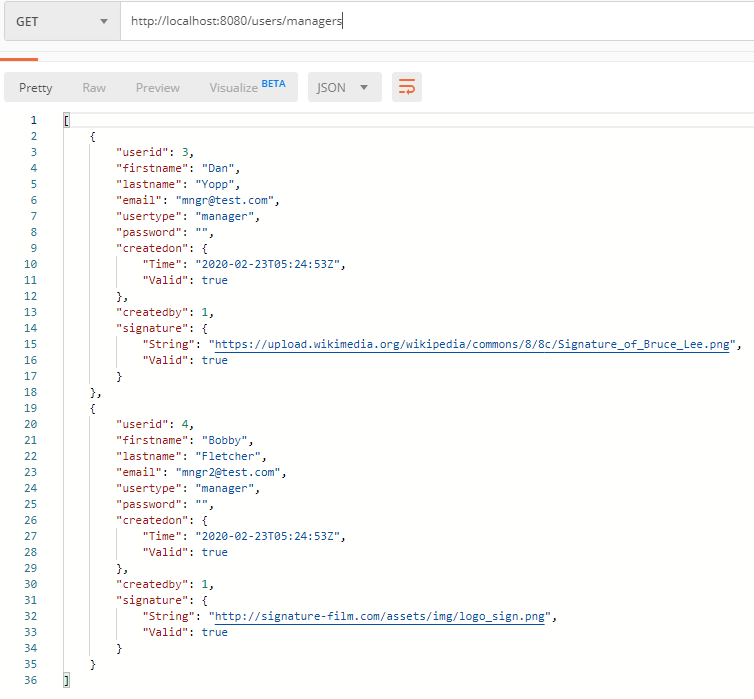 GET http://localhost:8080/users/managers
Pretty Raw Preview Visualize BETA JSON
1 [
2 {
3 "userid": 3,
4 "firstname": "Dan",
5 "lastname": "Yopp",
6 "email": "mngr@test.com",
7 "usertype": "manager",
8 "password": "",
9 "createdon": {
10 "Time": "2020-02-23T05:24:53Z",
11 "Valid": true
12 },
13 "createdby": 1,
14 "signature": {
15 "String": "https://upload.wikimedia.org/wikipedia/commons/8/8c/Signature_of_Bruce_Lee.png",
16 "Valid": true
17 }
18 },
19 {
20 "userid": 4,
21 "firstname": "Bobby",
22 "lastname": "Fletcher",
23 "email": "mngr2@test.com",
24 "usertype": "manager",
25 "password": "",
26 "createdon": {
27 "Time": "2020-02-23T05:24:53Z",
28 "Valid": true
29 },
30 "createdby": 1,
31 "signature": {
32 "String": "http://signature-film.com/assets/img/logo_sign.png",
33 "Valid": true
34 }
35 }
36 ]